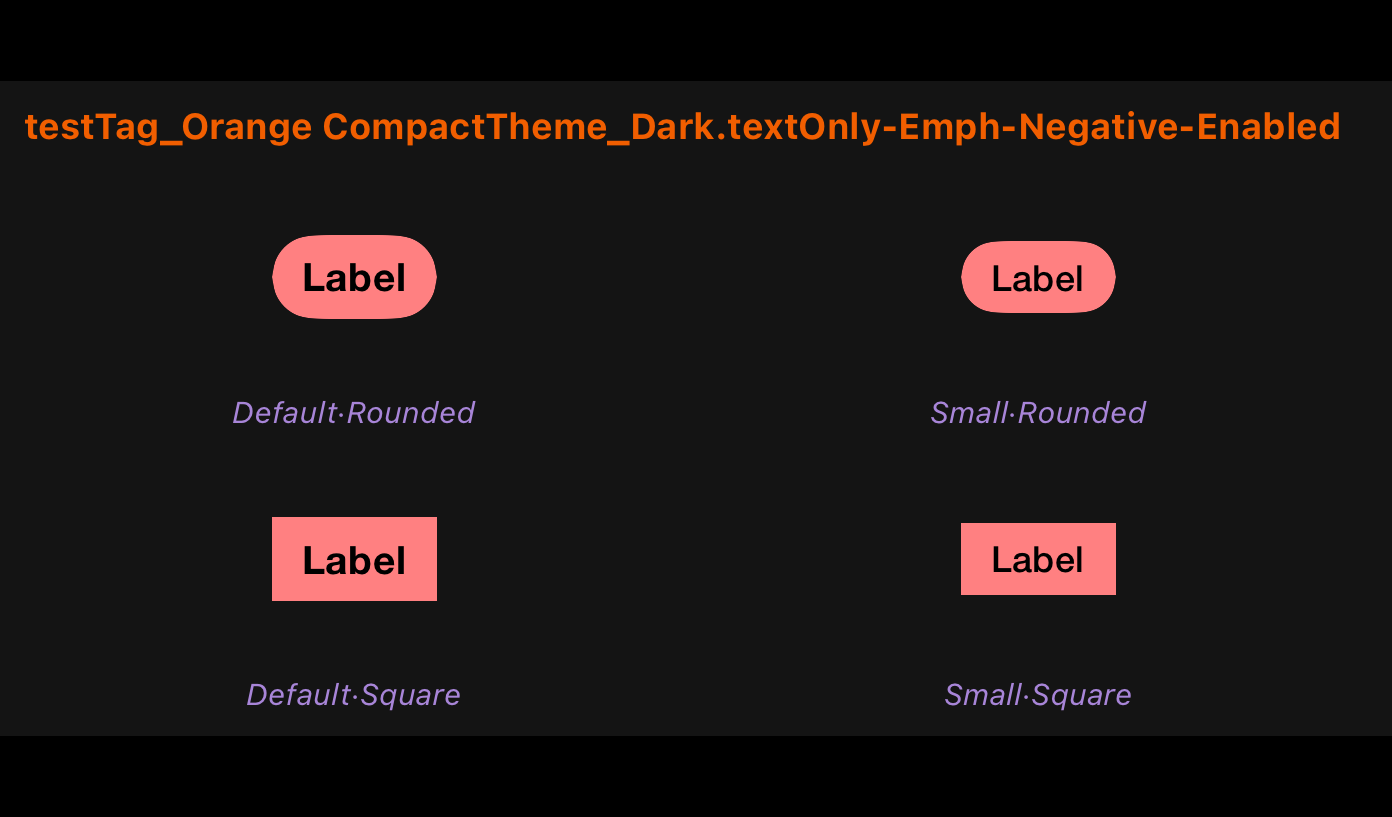 testTag_Orange CompactTheme_Dark.textOnly-Emph-Negative-Enabled
Label
Label
Default·Rounded
Small·Rounded
Label
Label
Default·Square
Small·Square